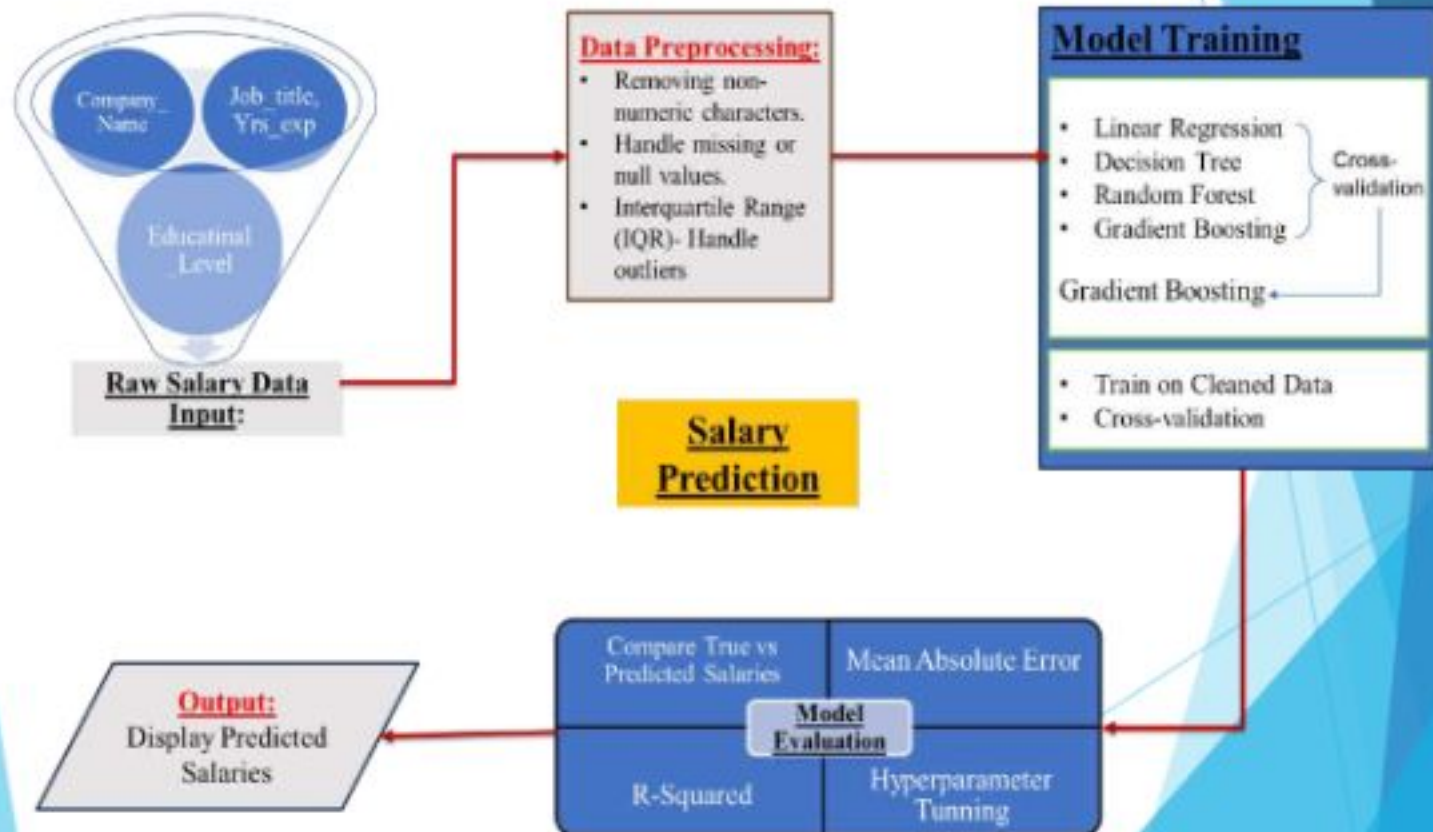 Company_
Name
Job_title,
Yrs_exp
Educatinal
_Level
Raw Salary Data
Input:
Data Preprocessing:
• Removing non-
numeric characters.
• Handle missing or
null values.
• Interquartile Range
(IQR)- Handle
outliers
Model Training
• Linear Regression
• Decision Tree
• Random Forest
• Gradient Boosting
Cross-
validation
Gradient Boosting
• Train on Cleaned Data
• Cross-validation
Salary
Prediction
Compare True vs
Predicted Salaries
Mean Absolute Error
Model
Evaluation
R-Squared
Hyperparameter
Tunning
Output:
Display Predicted
Salaries